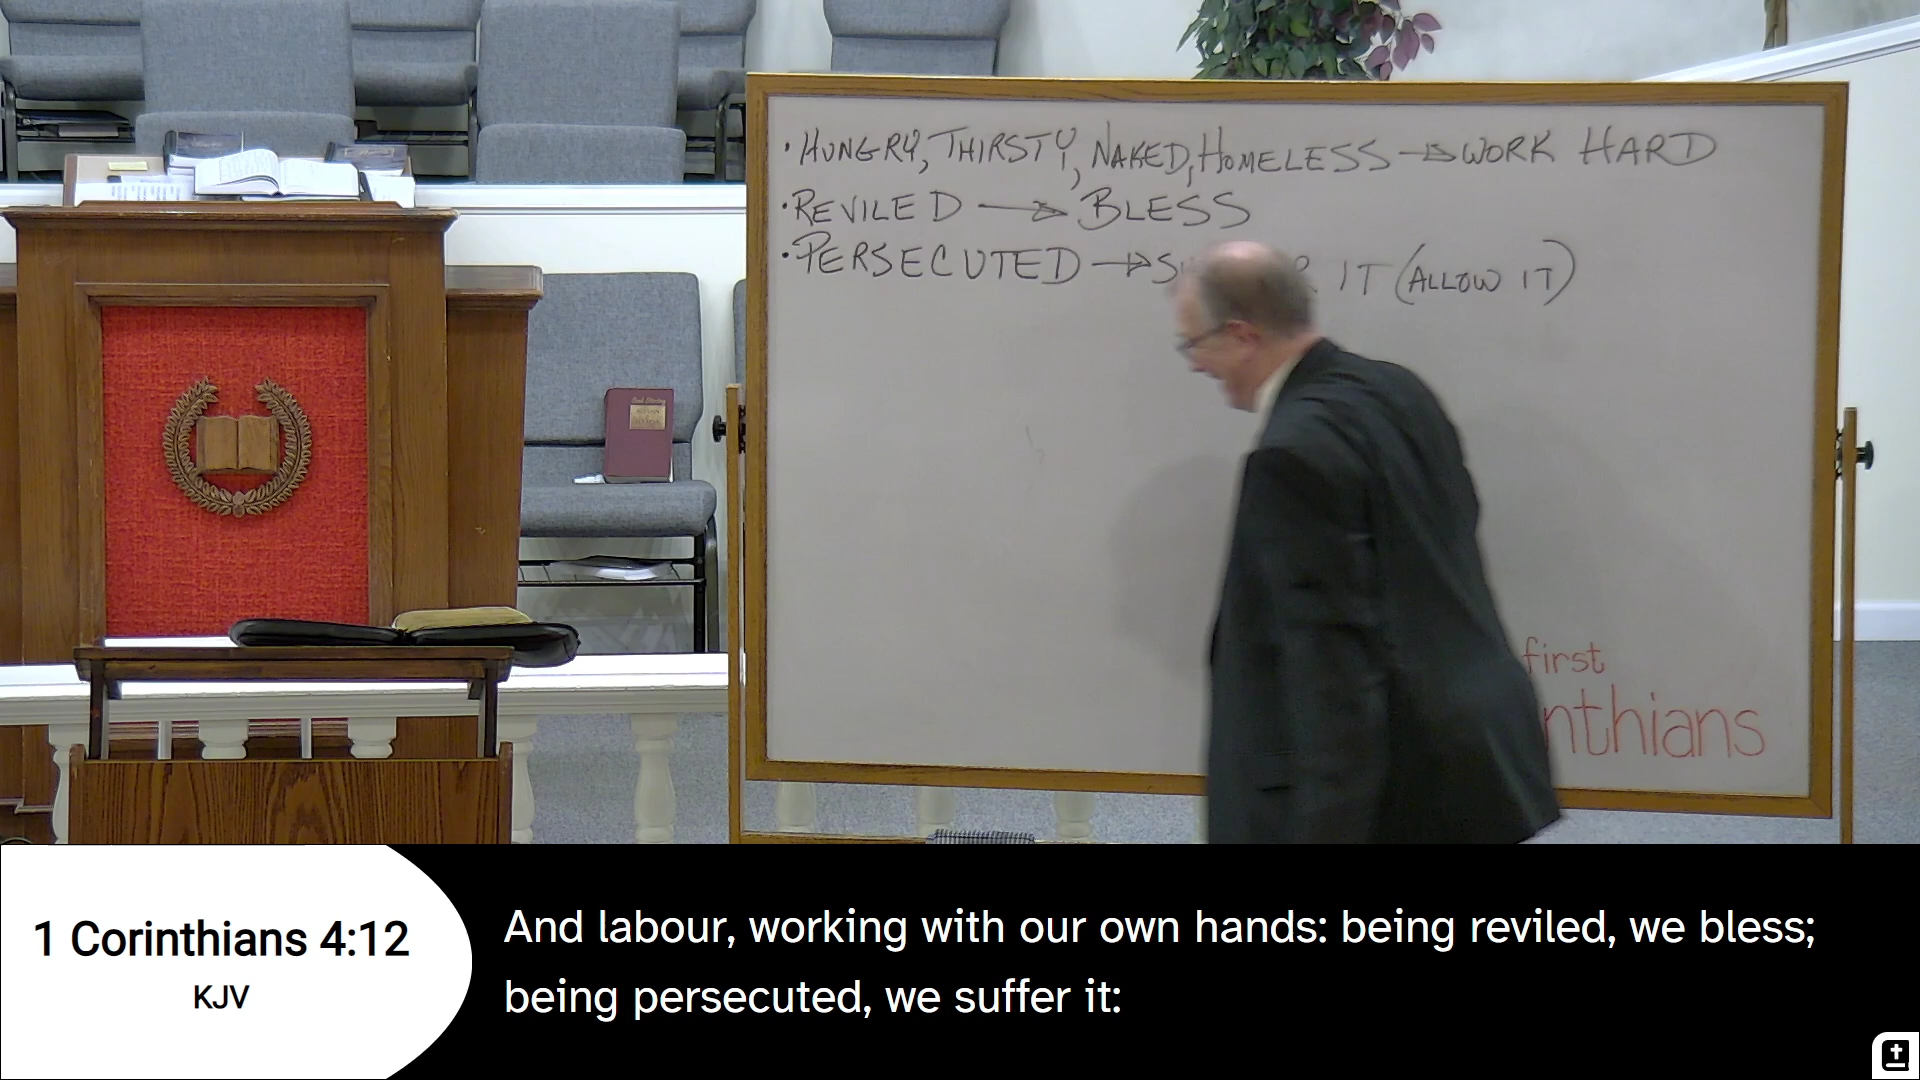 • HUNGRY, THIRSTY, NAKED, HOMELESS → WORK HARD
• REVILED → BLESS
• PERSECUTED → IT (ALLOW IT)
first
nthians
1 Corinthians 4:12
KJV
And labour, working with our own hands: being reviled, we bless;
being persecuted, we suffer it: